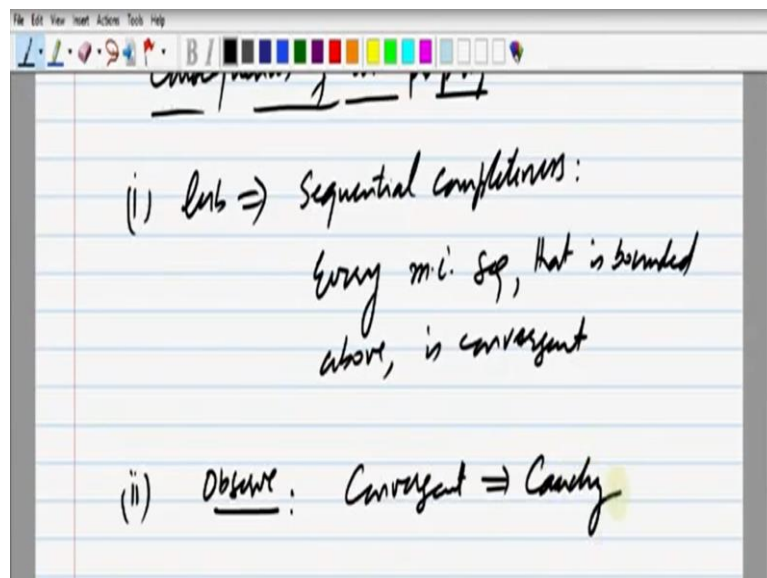 File Edit View Insert Actions Tools Help
B I
(i) lub ⇒ Sequential Completeness:
Every m.i. seq, that is bounded
above, is convergent
(ii) Observe: Convergent ⇒ Cauchy